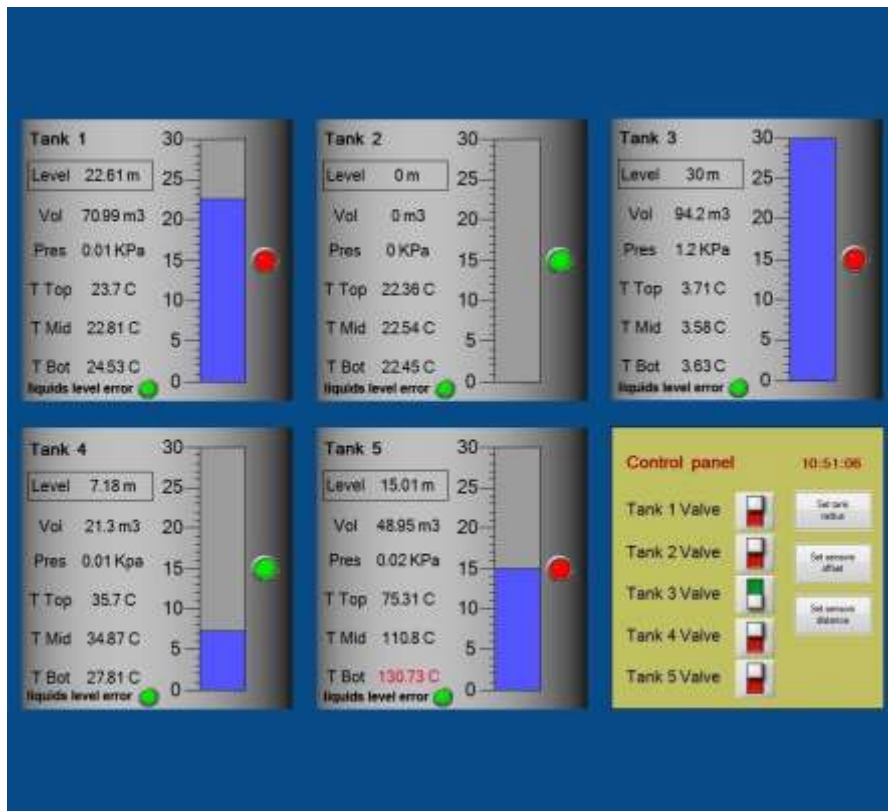 Tank 1
Level 22.61 m
Vol 70.99 m3
Pres 0.01 KPa
T Top 23.7 C
T Mid 22.81 C
T Bot 24.53 C
liquids level error
30
25
20
15
10
5
0
Tank 2
Level 0 m
Vol 0 m3
Pres 0 KPa
T Top 22.36 C
T Mid 22.54 C
T Bot 22.45 C
liquids level error
30
25
20
15
10
5
0
Tank 3
Level 30 m
Vol 94.2 m3
Pres 1.2 KPa
T Top 3.71 C
T Mid 3.58 C
T Bot 3.63 C
liquids level error
30
25
20
15
10
5
0
Tank 4
Level 7.18 m
Vol 21.3 m3
Pres 0.01 Kpa
T Top 35.7 C
T Mid 34.87 C
T Bot 27.81 C
liquids level error
30
25
20
15
10
5
0
Tank 5
Level 15.01 m
Vol 48.95 m3
Pres 0.02 KPa
T Top 75.31 C
T Mid 110.8 C
T Bot 130.73 C
liquids level error
30
25
20
15
10
5
0
Control panel 10:51:06
Tank 1 Valve
Tank 2 Valve
Tank 3 Valve
Tank 4 Valve
Tank 5 Valve
Set tank
radius
Set sensors
offset
Set sensors
distance